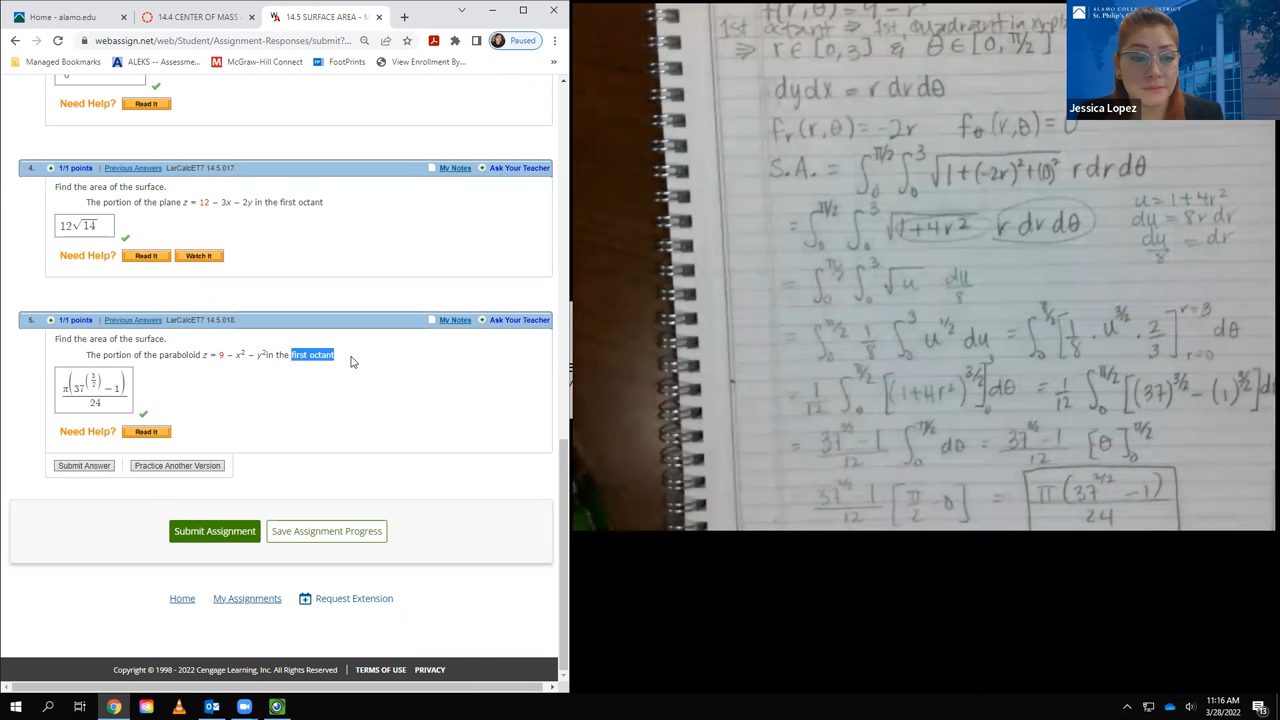 Home - alamo.edu
14.4 CENTER OF MASS
14.5 SURFACE AREA - M
webassign.net/web/Student/Assignment-Responses/submit?...
Paused
Managed Bookmarks
ALEKS -- Assessme...
McGraw-Hill Connect
FootPrints
View Enrollment By...
Need Help? Read It
4. 1/1 points Previous Answers LarCalcET7 14.5.017. My Notes Ask Your Teacher
Find the area of the surface.
The portion of the plane z = 12 − 3x − 2y in the first octant
12√14
Need Help? Read It Watch It
5. 1/1 points Previous Answers LarCalcET7 14.5.018. My Notes Ask Your Teacher
Find the area of the surface.
The portion of the paraboloid z = 9 − x² − y² in the first octant
π(37^(3/2) − 1)
24
Need Help? Read It
Submit Answer Practice Another Version
Submit Assignment Save Assignment Progress
Home My Assignments Request Extension
Copyright © 1998 - 2022 Cengage Learning, Inc. All Rights Reserved TERMS OF USE PRIVACY
1st octant ⇒ 1st quadrant in
⇒ r ∈ [0, 3] & θ ∈ [0, π/2]
dydx = r dr dθ
f_r(r, θ) = -2r f_θ(r, θ) = 0
S.A. = ∫₀^{π/2} ∫₀³ √(1+(-2r)²+(0)²) r dr dθ
= ∫₀^{π/2} ∫₀³ √(1+4r²) r dr dθ
u = 1+4r²
du = 8r dr
du/8 = dr
= ∫₀^{π/2} ∫₀³ √u du/8
= ∫₀^{π/2} 1/8 ∫₀³ u^{1/2} du = ∫₀^{π/2} [1/8 · u^{3/2} · 2/3]_{r=0}^{r=3} dθ
= 1/12 ∫₀^{π/2} [(1+4r²)^{3/2}]₀³ dθ = 1/12 ∫₀^{π/2} [(37)^{3/2} − (1)^{3/2}] d
= 37^{3/2} − 1 / 12 ∫₀^{π/2} dθ = 37^{3/2} − 1 / 12 [θ]₀^{π/2}
37^{3/2} − 1 / 12 [π/2 − 0] = π(37^{3/2} − 1) / 24
ALAMO COLLEGES DISTRICT
St. Philip's College
Jessica Lopez
11:16 AM
3/28/2022